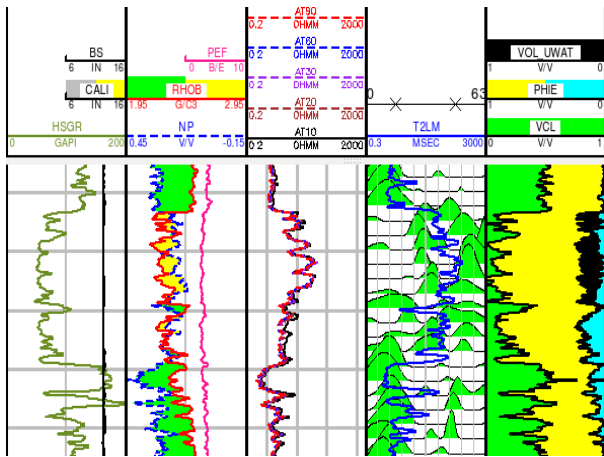 BS
6 IN 16
CALI
6 IN 16
HSGR
0 GAPI 200
PEF
0 B/E 10
RHOB
1.95 G/C3 2.95
NP
0.45 V/V -0.15
AT90
0.2 OHMM 2000
AT60
0.2 OHMM 2000
AT30
0.2 OHMM 2000
AT20
0.2 OHMM 2000
AT10
0.2 OHMM 2000
0 63
T2LM
0.3 MSEC 3000
VOL_UWAT
1 V/V 0
PHIE
1 V/V 0
VCL
0 V/V 1